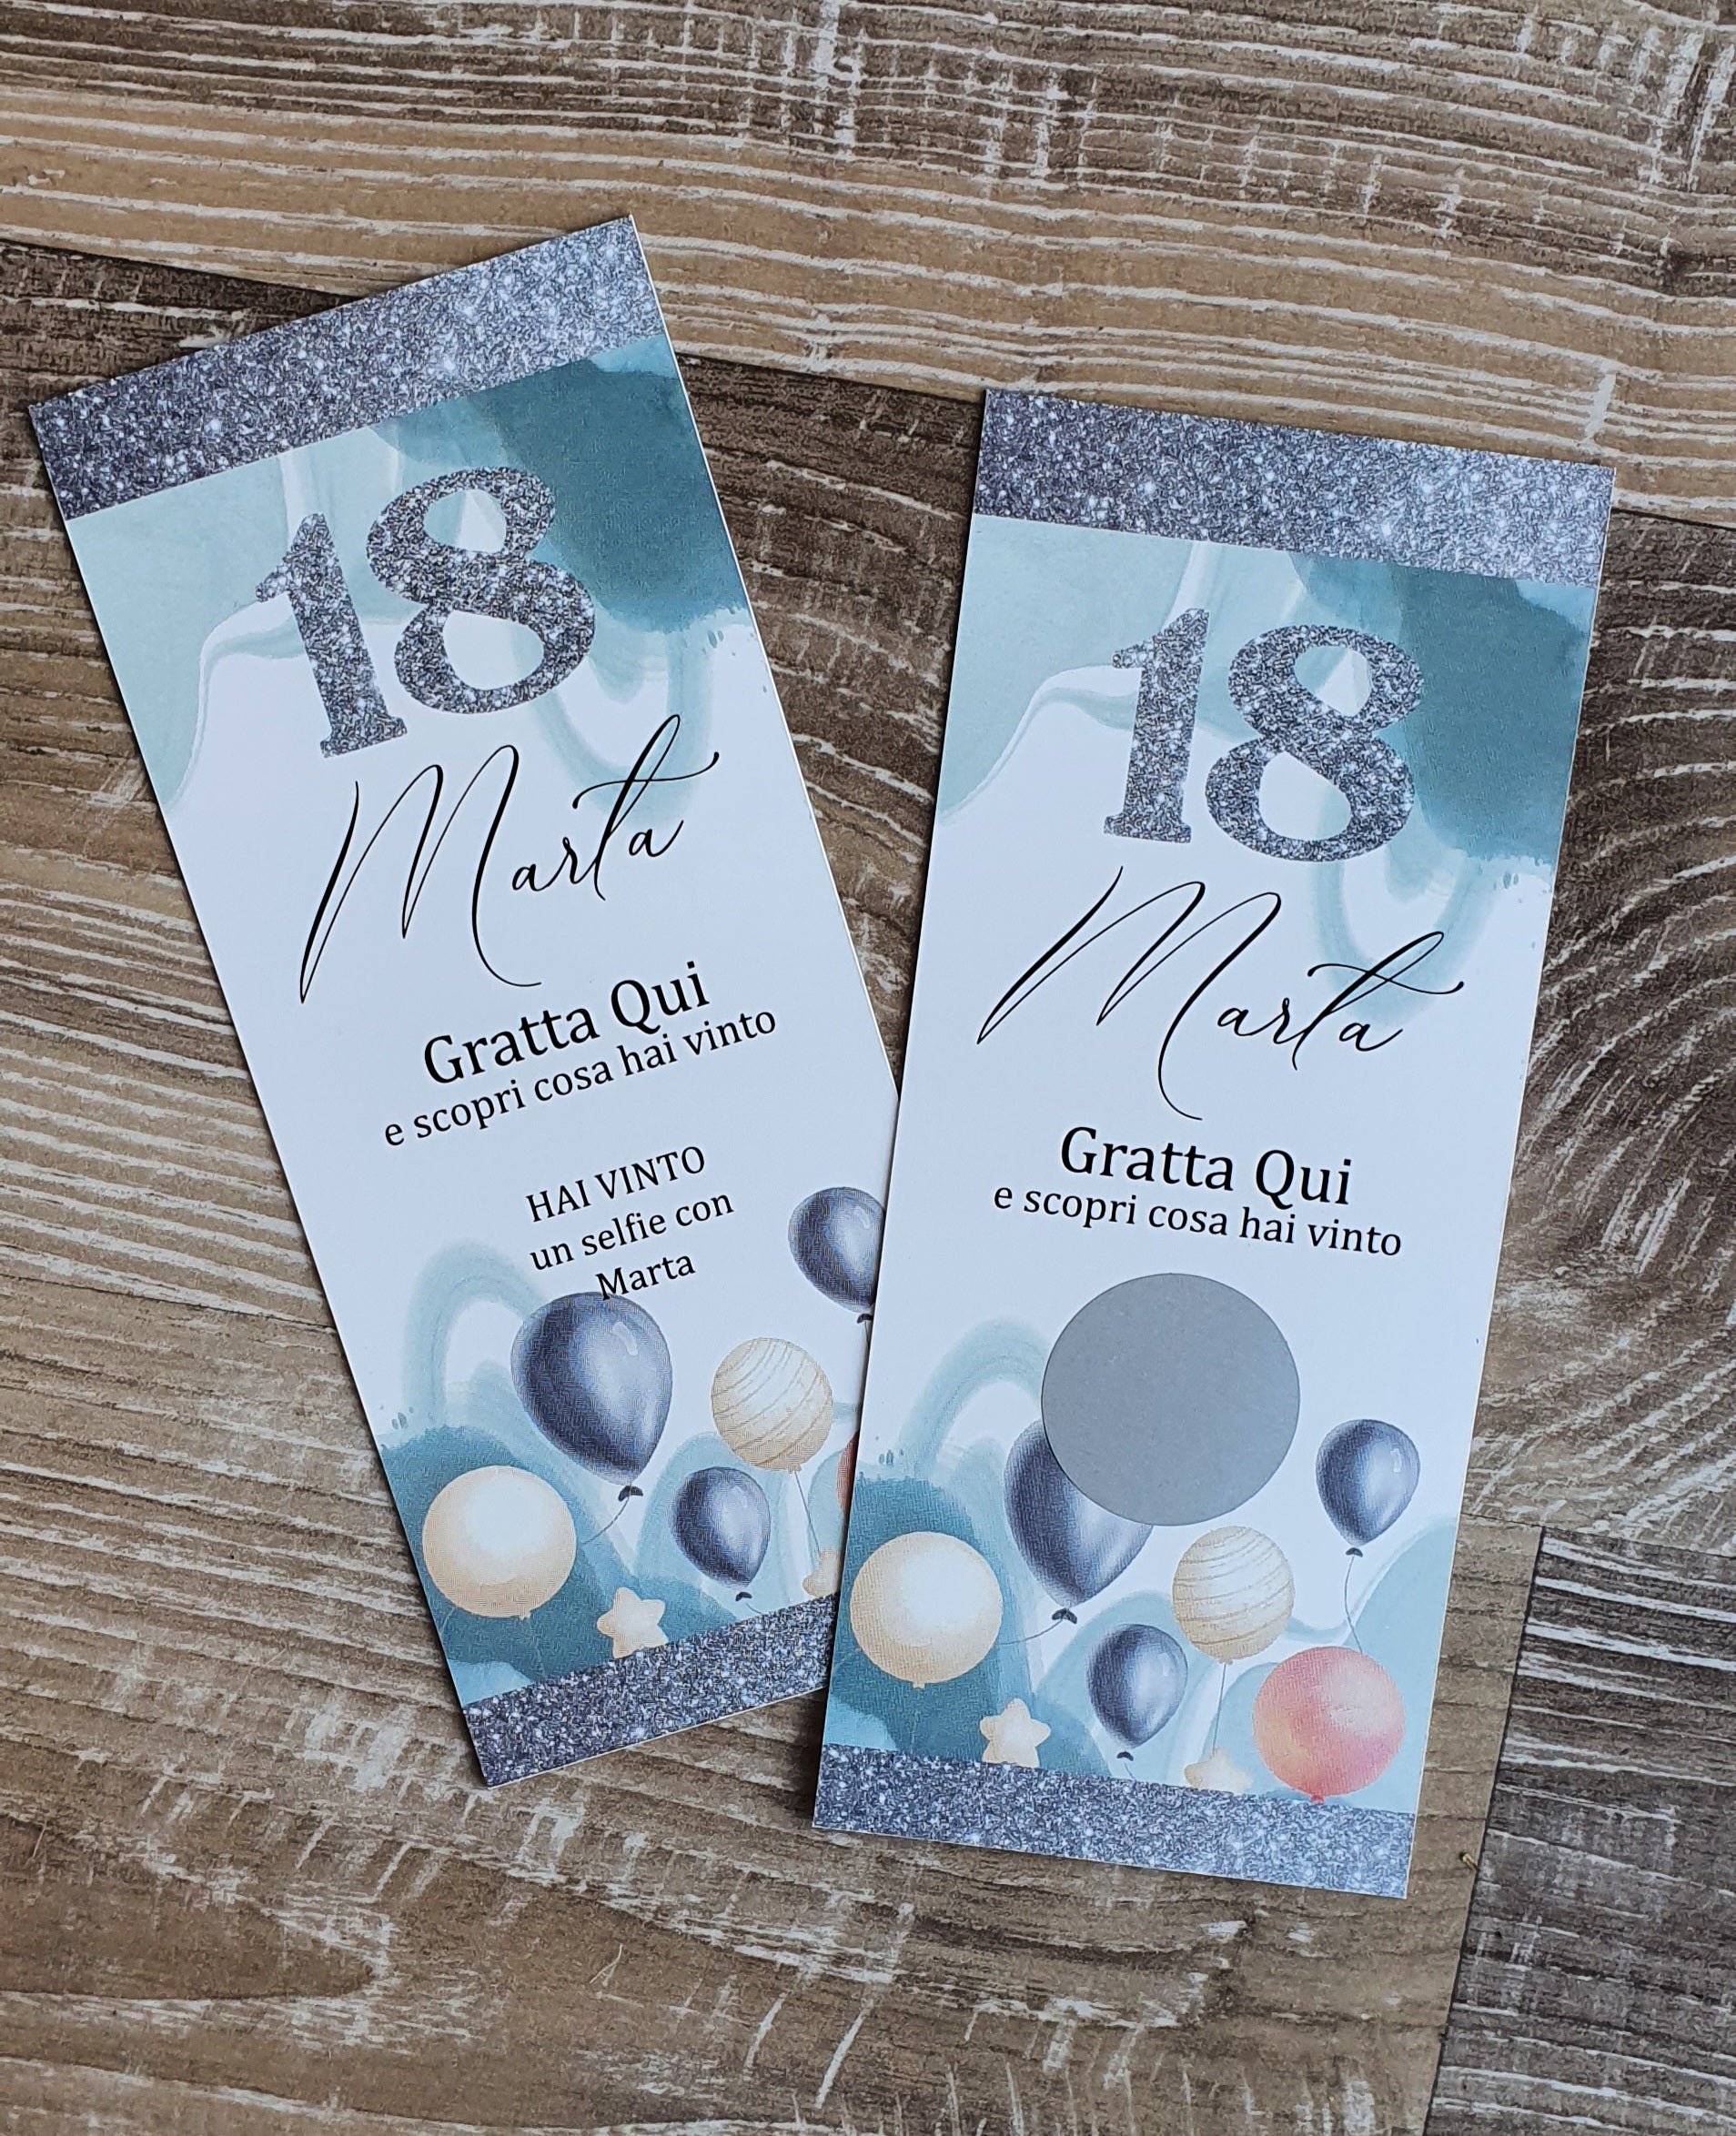 18
Marta
Gratta Qui
e scopri cosa hai vinto
HAI VINTO
un selfie con
Marta
18
Marta
Gratta Qui
e scopri cosa hai vinto